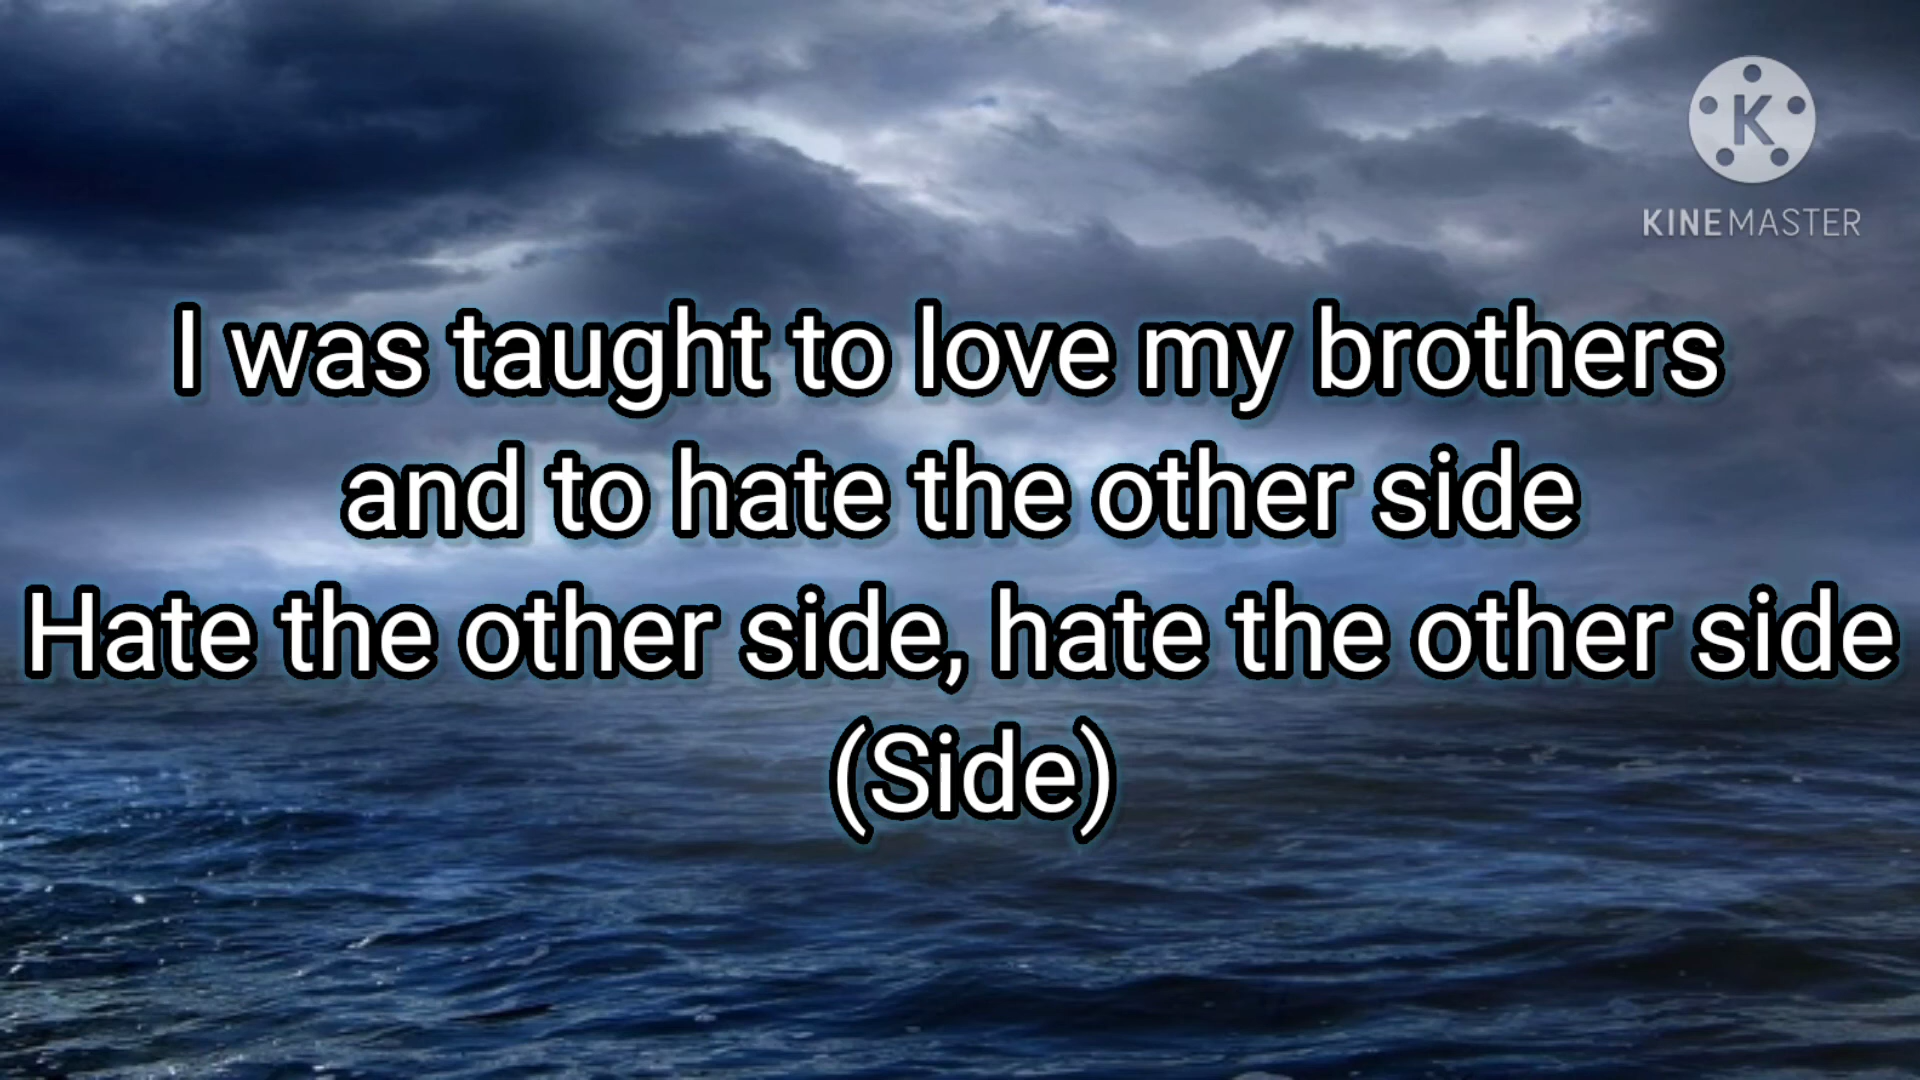 K
KINEMASTER
I was taught to love my brothers
and to hate the other side
Hate the other side, hate the other side
(Side)